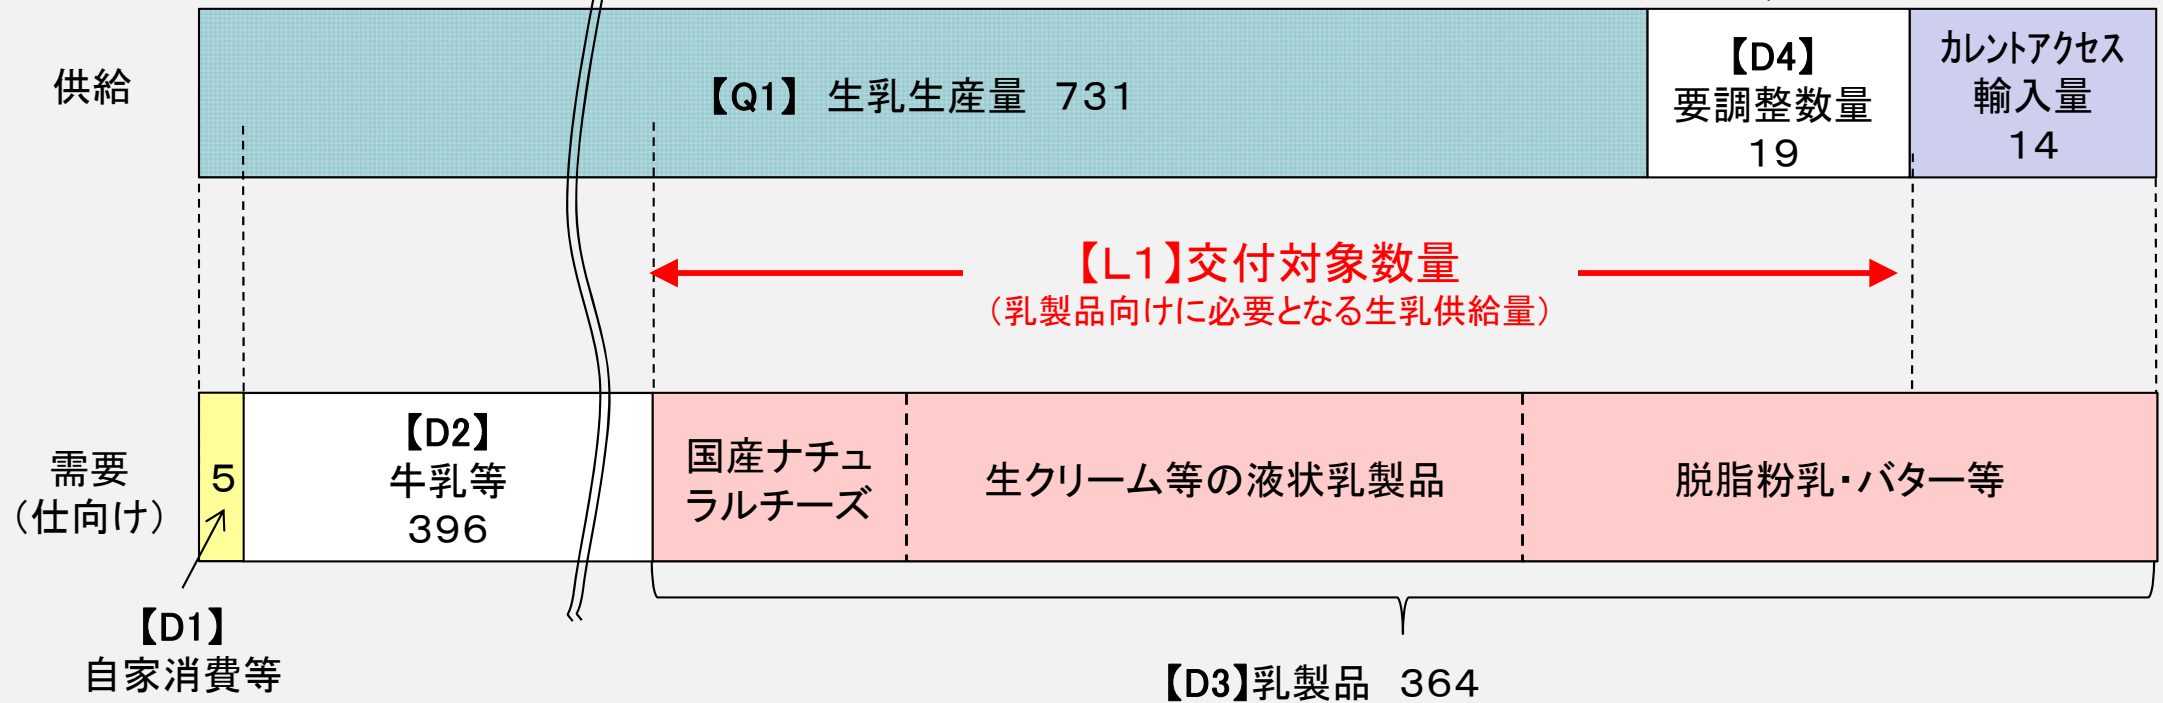 供給
【Q1】 生乳生産量 731
【D4】
要調整数量
19
カレントアクセス
輸入量
14
【L1】交付対象数量
（乳製品向けに必要となる生乳供給量）
需要
（仕向け）
5
【D2】
牛乳等
396
国産ナチュ
ラルチーズ
生クリーム等の液状乳製品
脱脂粉乳・バター等
【D1】
自家消費等
【D3】乳製品 364